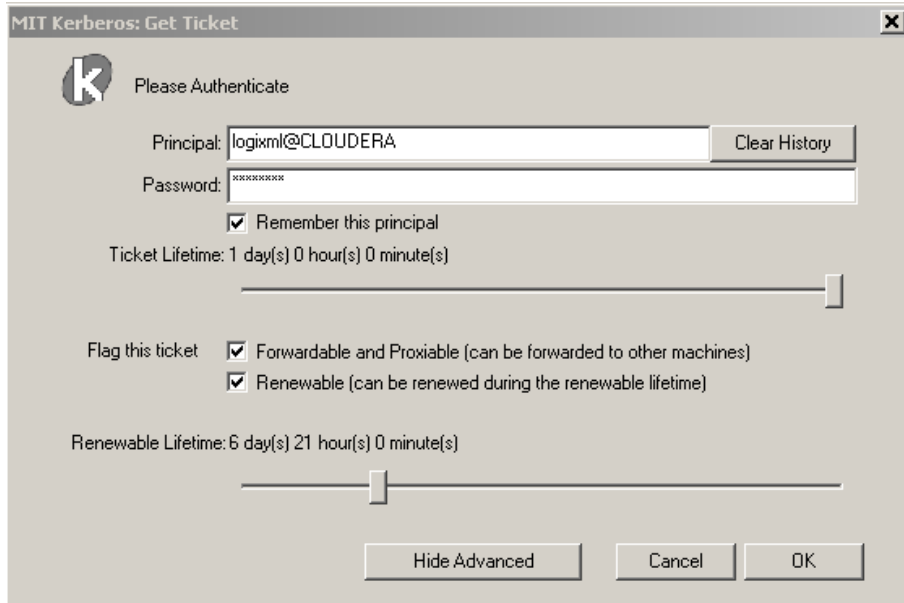 MIT Kerberos: Get Ticket
k
Please Authenticate
Principal: logixml@CLOUDERA Clear History
Password: ********
Remember this principal
Ticket Lifetime: 1 day(s) 0 hour(s) 0 minute(s)
Flag this ticket Forwardable and Proxiable (can be forwarded to other machines)
Renewable (can be renewed during the renewable lifetime)
Renewable Lifetime: 6 day(s) 21 hour(s) 0 minute(s)
Hide Advanced Cancel OK